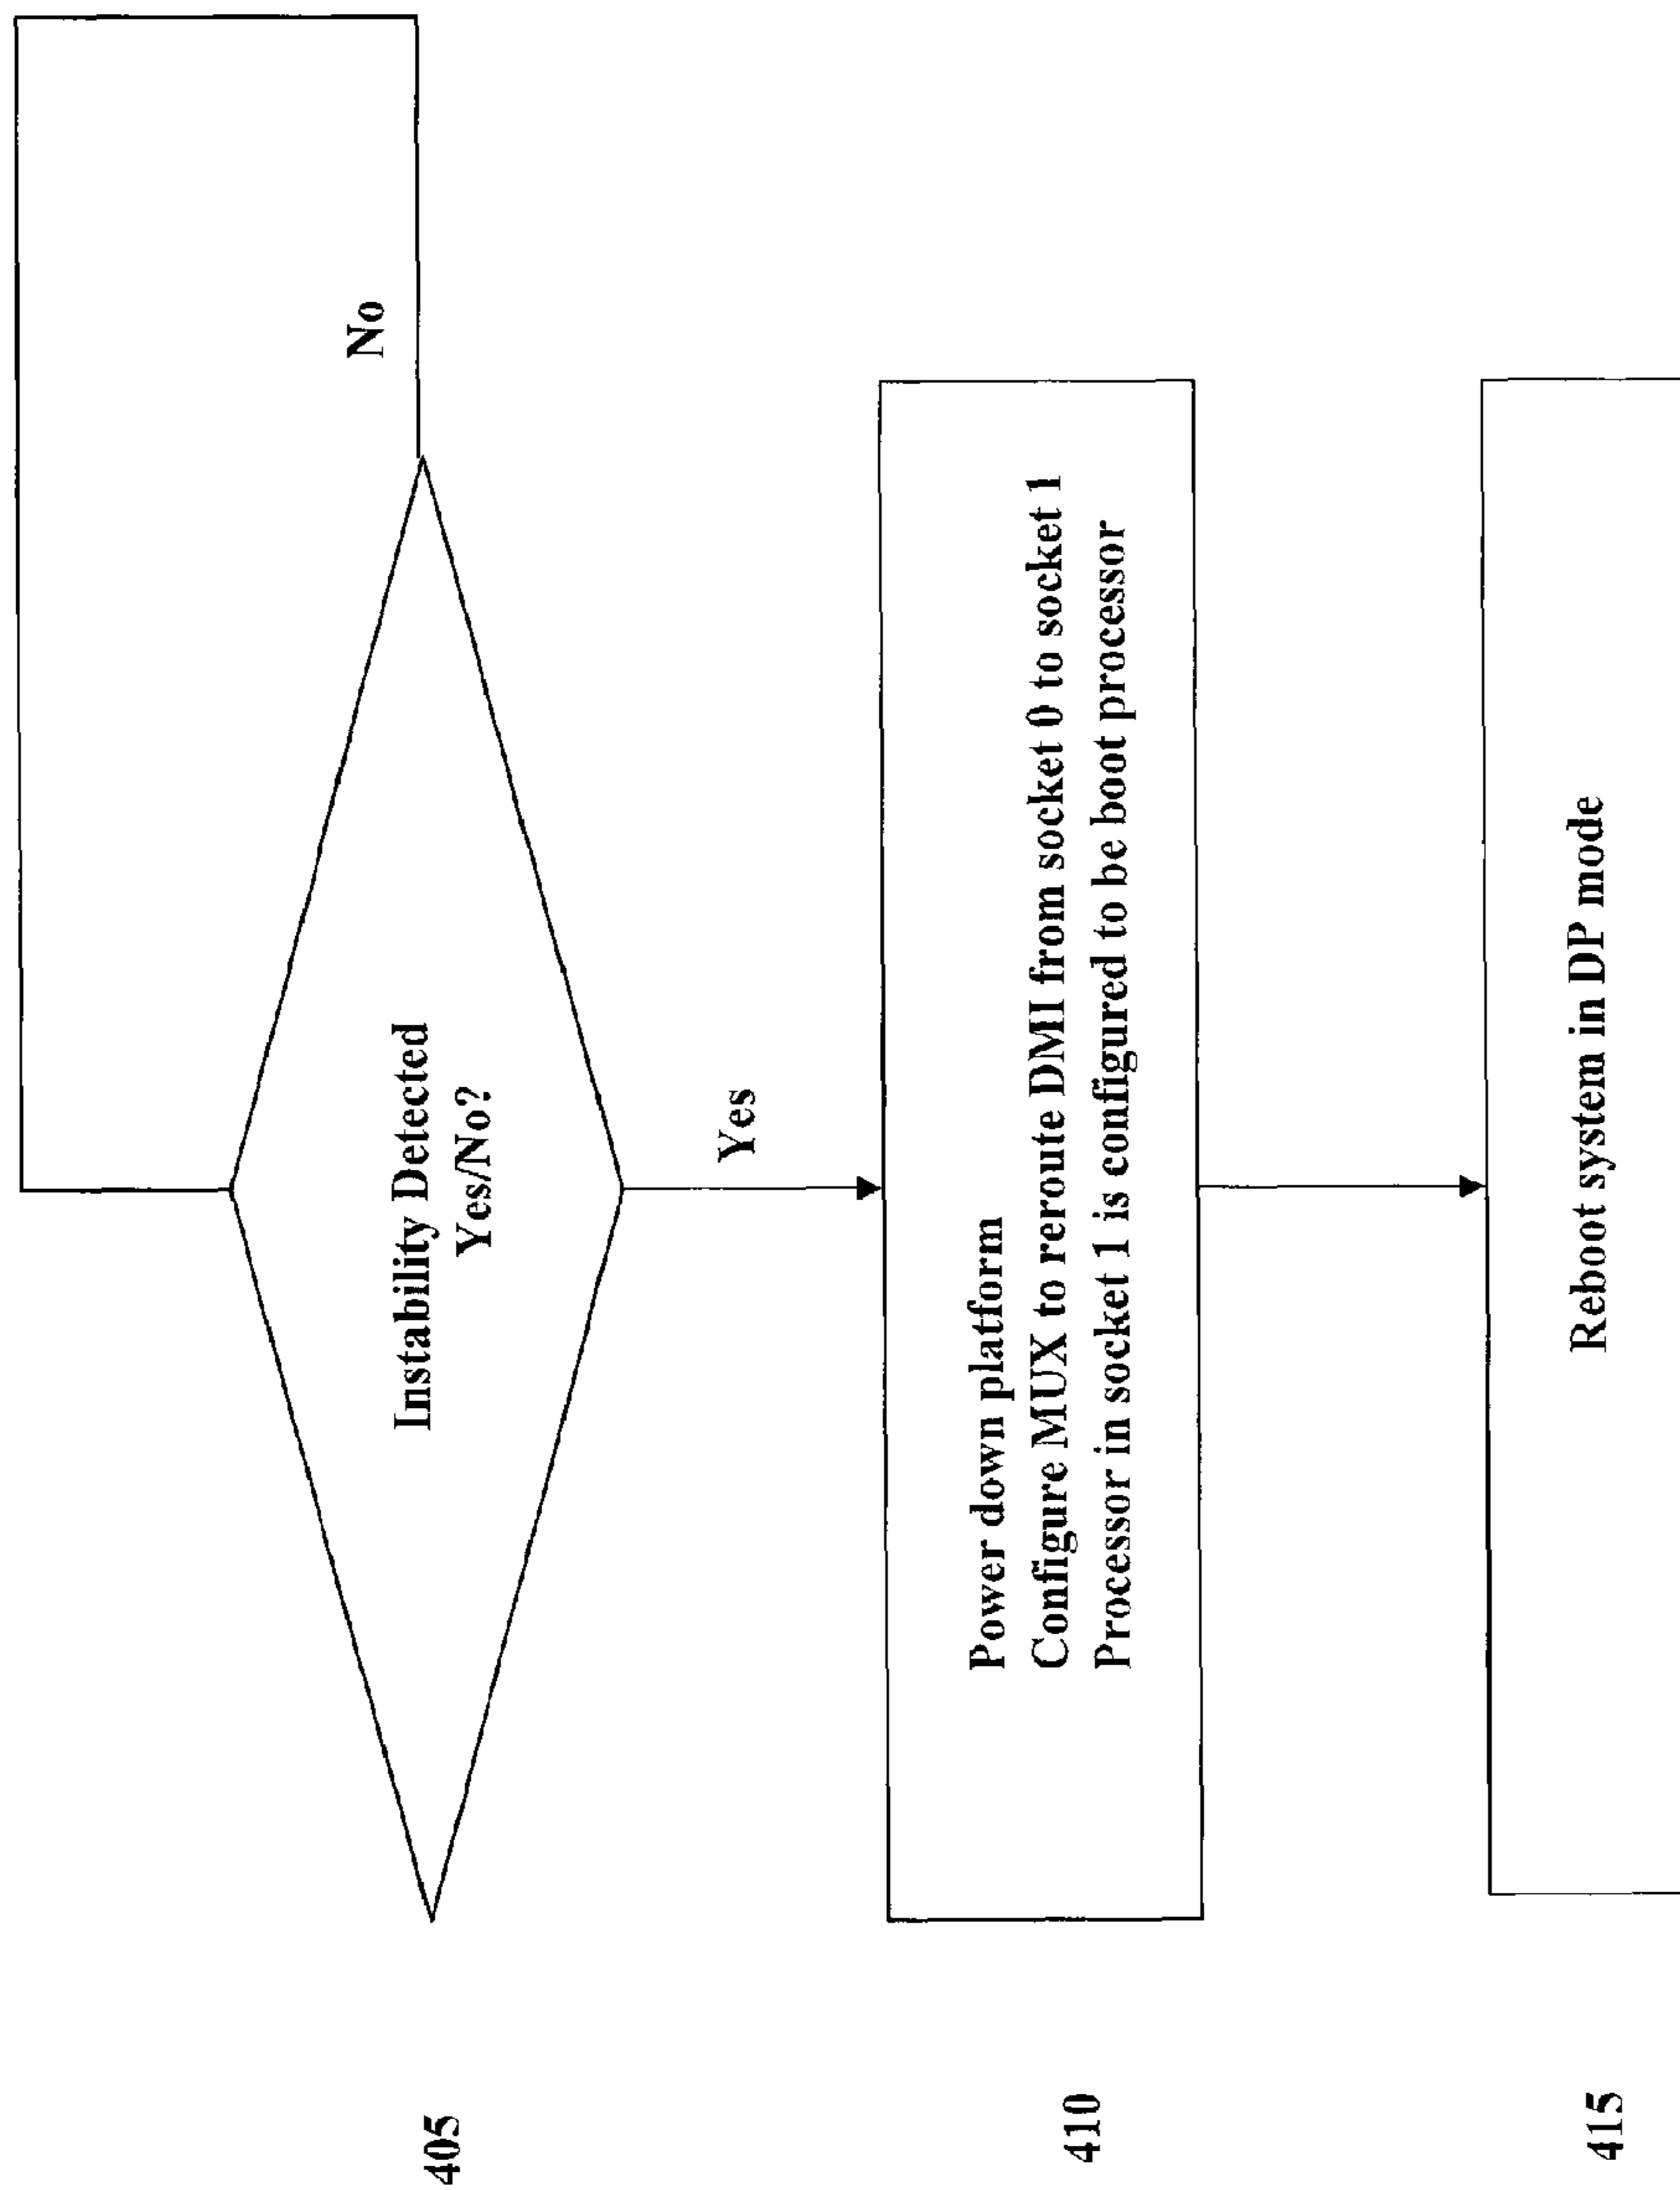 405
Instability Detected
Yes/No?
No
Yes
410
Power down platform
Configure MUX to reroute DMI from socket 0 to socket 1
Processor in socket 1 is configured to be boot processor
415
Reboot system in DP mode